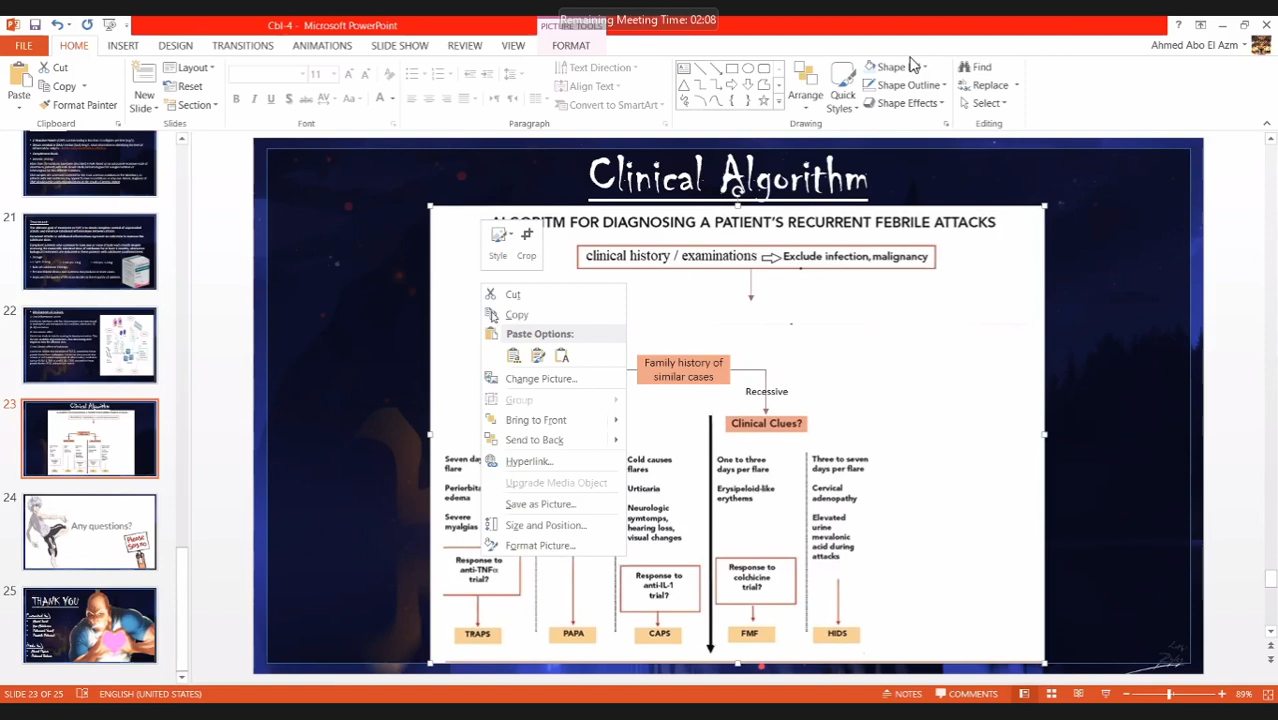 Remaining Meeting Time: 02:08
Cbl-4 - Microsoft PowerPoint
PICTURE TOOLS
FILE
HOME
INSERT
DESIGN
TRANSITIONS
ANIMATIONS
SLIDE SHOW
REVIEW
VIEW
FORMAT
Ahmed Abo El Azm
Paste
Cut
Copy
Format Painter
Clipboard
New
Slide
Layout
Reset
Section
Slides
11
Font
Text Direction
Align Text
Convert to SmartArt
Paragraph
Arrange
Quick
Styles
Shape
Shape Outline
Shape Effects
Drawing
Find
Replace
Select
Editing
21
22
23
24
Any questions?
25
THANK YOU
Clinical Algorithm
ALGORITM FOR DIAGNOSING A PATIENT'S RECURRENT FEBRILE ATTACKS
clinical history / examinations
Exclude infection, malignancy
Style
Crop
Cut
Copy
Paste Options:
Change Picture...
Group
Bring to Front
Send to Back
Hyperlink...
Upgrade Media Object
Save as Picture...
Size and Position...
Format Picture...
Family history of
similar cases
Recessive
Clinical Clues?
Seven
flare
edema
Severe
myalgias
Response to
anti-TNFα
trial?
TRAPS
PAPA
Cold causes
flares
Urticaria
Neurologic
symtomps,
hearing loss,
visual changes
Response to
anti-IL-1
trial?
CAPS
One to three
days per flare
Erysipeloid-like
erythems
Response to
colchicine
trial?
FMF
Three to seven
days per flare
Cervical
adenopathy
Elevated
urine
mevalonic
acid during
attacks
HIDS
SLIDE 23 OF 25
ENGLISH (UNITED STATES)
NOTES
COMMENTS
89%